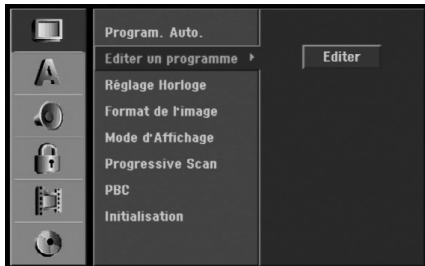 Program. Auto.
Editer un programme
Editer
Réglage Horloge
Format de l'image
Mode d'Affichage
Progressive Scan
PBC
Initialisation